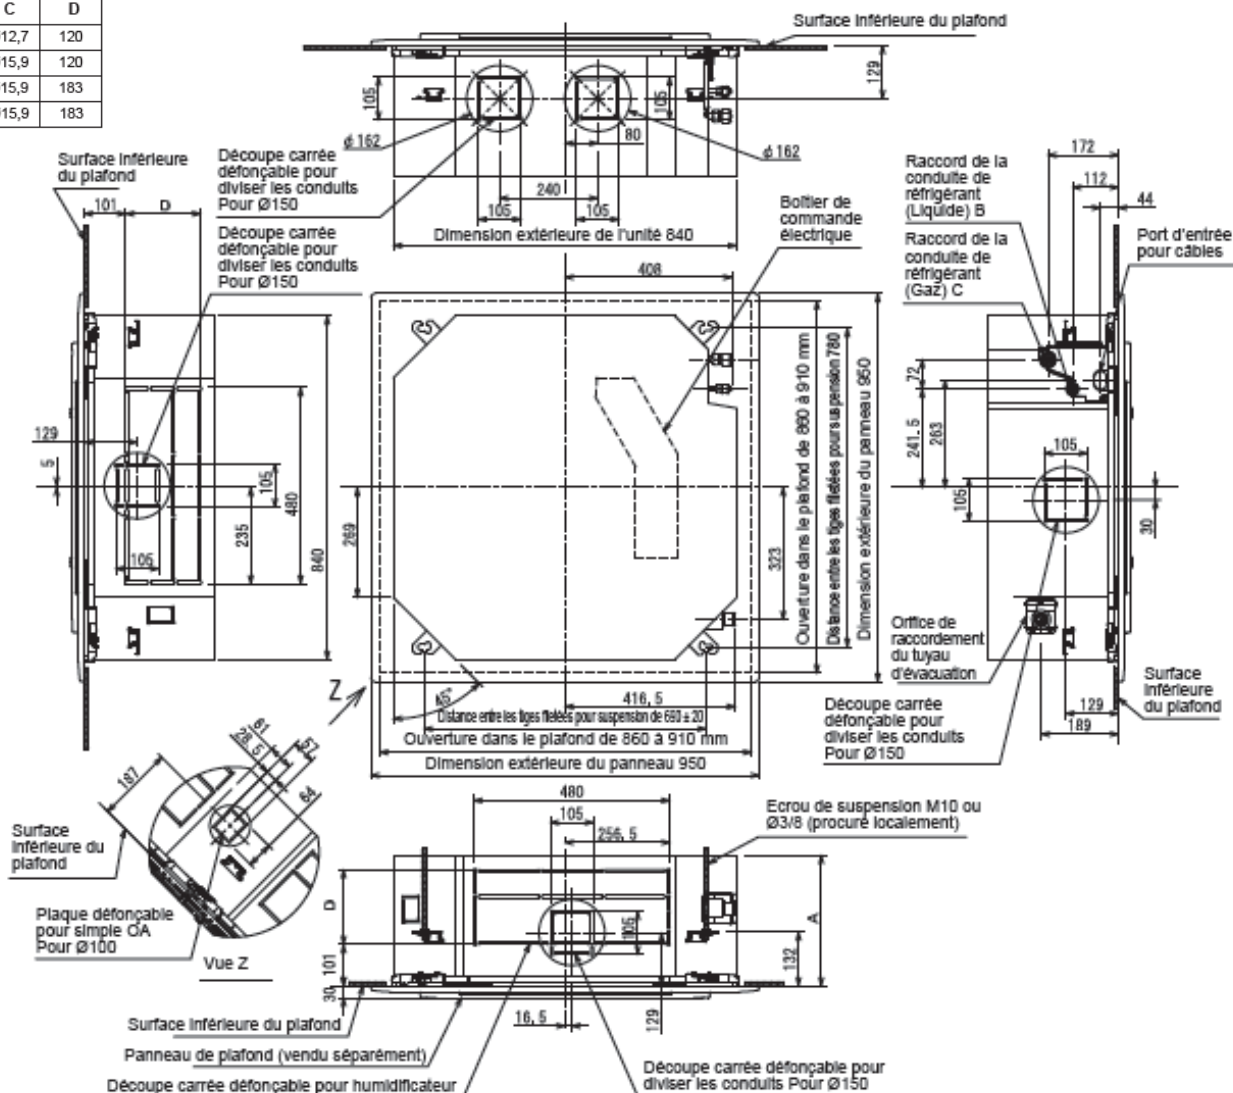 C D
12,7 120
15,9 120
15,9 183
15,9 183
Surface inférieure du plafond
129
105
105
80
ϕ 162
ϕ 162
240
105
105
Dimension extérieure de l'unité 840
Découpe carrée
défonçable pour
diviser les conduits
Pour Ø150
Surface inférieure
du plafond
101
D
Découpe carrée
défonçable pour
diviser les conduits
Pour Ø150
129
5
105
105
235
480
840
Boîtier de
commande
électrique
408
269
323
Ouverture dans le plafond de 860 à 910 mm
Distance entre les tiges filetées pour suspension 780
Dimension extérieure du panneau 950
45°
416, 5
Distance entre les tiges filetées pour suspension de 690 ± 20
Ouverture dans le plafond de 860 à 910 mm
Dimension extérieure du panneau 950
Z
Raccord de la
conduite de
réfrigérant
(Liquide) B
Raccord de la
conduite de
réfrigérant
(Gaz) C
172
112
44
Port d'entrée
pour câbles
72
241, 5
263
105
105
30
Orifice de
raccordement
du tuyau
d'évacuation
Découpe carrée
défonçable pour
diviser les conduits
Pour Ø150
129
189
Surface
inférieure
du plafond
187
28, 5
61
57
64
Surface
inférieure du
plafond
Plaque défonçable
pour simple OA
Pour Ø100
Vue Z
480
105
256, 5
Ecrou de suspension M10 ou
Ø3/8 (procuré localement)
D
101
30
105
132
A
16, 5
129
Surface inférieure du plafond
Panneau de plafond (vendu séparément)
Découpe carrée défonçable pour humidificateur
Découpe carrée défonçable pour
diviser les conduits Pour Ø150